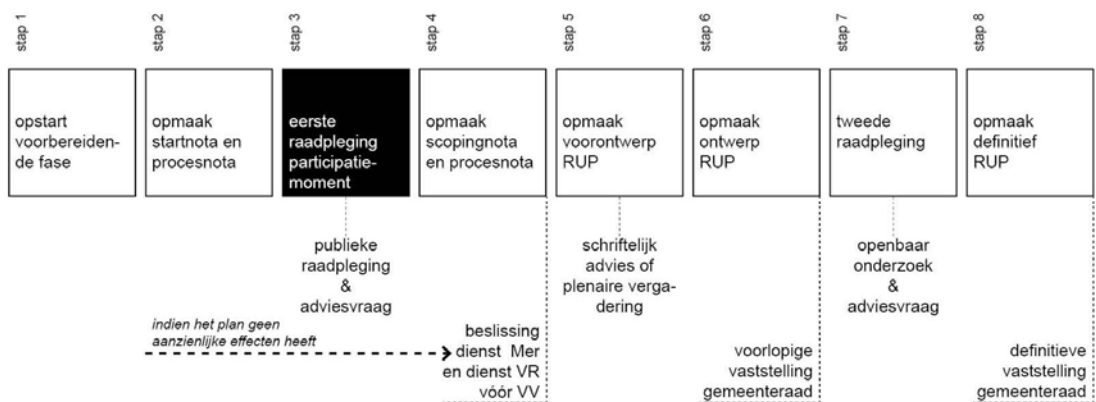 stap 1
stap 2
stap 3
stap 4
stap 5
stap 6
stap 7
stap 8
opstart
voorbereiden-
de fase
opmaak
startnota en
procesnota
eerste
raadpleging
participatie-
moment
opmaak
scopingnota
en procesnota
opmaak
voorontwerp
RUP
opmaak
ontwerp
RUP
tweede
raadpleging
opmaak
definitief
RUP
publieke
raadpleging
&
adviesvraag
schriftelijk
advies of
plenaire verga-
dering
openbaar
onderzoek
&
adviesvraag
indien het plan geen
aanzienlijke effecten heeft
beslissing
dienst Mer
en dienst VR
vóór VV
voorlopige
vaststelling
gemeenteraad
definitieve
vaststelling
gemeenteraad